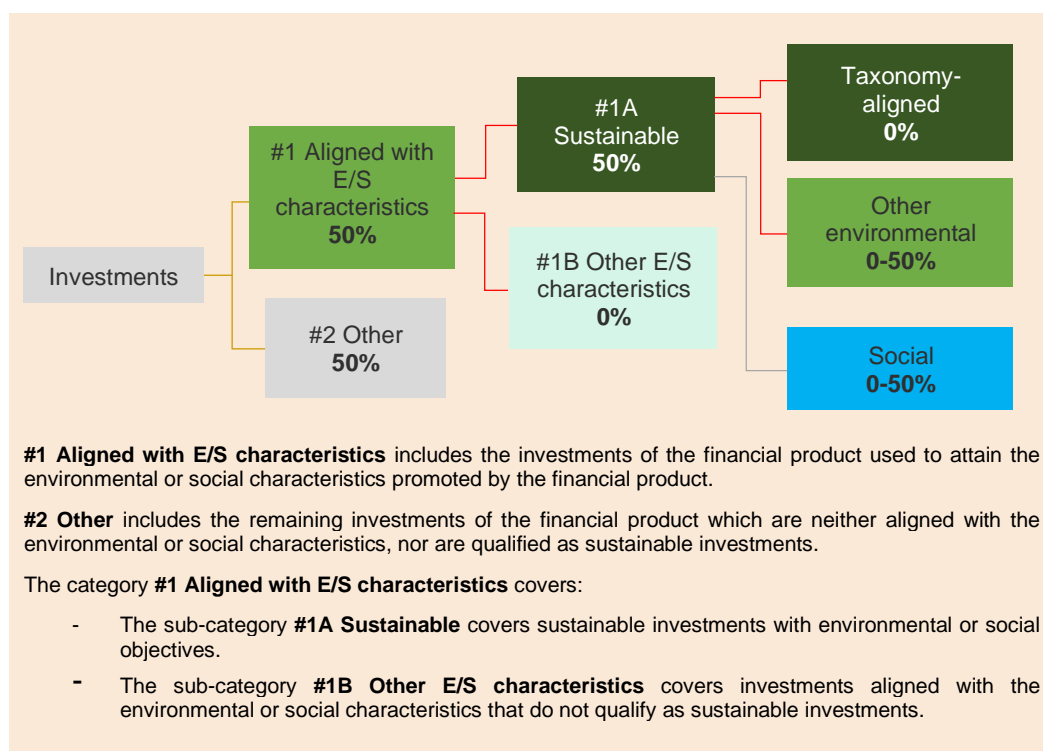 Investments
#1 Aligned with
E/S
characteristics
50%
#2 Other
50%
#1A
Sustainable
50%
#1B Other E/S
characteristics
0%
Taxonomy-
aligned
0%
Other
environmental
0-50%
Social
0-50%
#1 Aligned with E/S characteristics includes the investments of the financial product used to attain the
environmental or social characteristics promoted by the financial product.
#2 Other includes the remaining investments of the financial product which are neither aligned with the
environmental or social characteristics, nor are qualified as sustainable investments.
The category #1 Aligned with E/S characteristics covers:
- The sub-category #1A Sustainable covers sustainable investments with environmental or social
objectives.
- The sub-category #1B Other E/S characteristics covers investments aligned with the
environmental or social characteristics that do not qualify as sustainable investments.